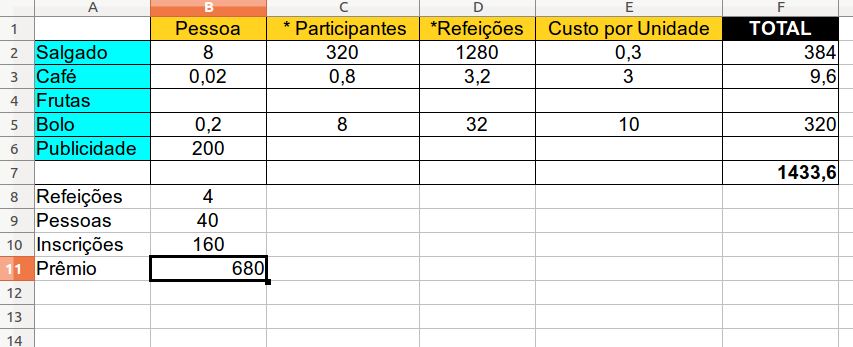 A B C D E F
1 Pessoa * Participantes *Refeições Custo por Unidade TOTAL
2 Salgado 8 320 1280 0,3 384
3 Café 0,02 0,8 3,2 3 9,6
4 Frutas
5 Bolo 0,2 8 32 10 320
6 Publicidade 200
7 1433,6
8 Refeições 4
9 Pessoas 40
10 Inscrições 160
11 Prêmio 680
12
13
14